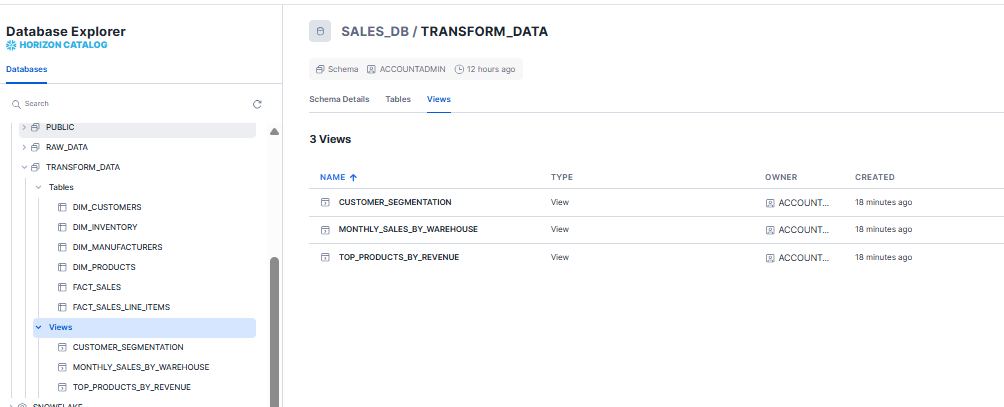 Database Explorer
HORIZON CATALOG
Databases
Search
PUBLIC
RAW_DATA
TRANSFORM_DATA
Tables
DIM_CUSTOMERS
DIM_INVENTORY
DIM_MANUFACTURERS
DIM_PRODUCTS
FACT_SALES
FACT_SALES_LINE_ITEMS
Views
CUSTOMER_SEGMENTATION
MONTHLY_SALES_BY_WAREHOUSE
TOP_PRODUCTS_BY_REVENUE
SNOWFLAKE
SALES_DB / TRANSFORM_DATA
Schema ACCOUNTADMIN 12 hours ago
Schema Details Tables Views
3 Views
NAME TYPE OWNER CREATED
CUSTOMER_SEGMENTATION View ACCOUNT... 18 minutes ago
MONTHLY_SALES_BY_WAREHOUSE View ACCOUNT... 18 minutes ago
TOP_PRODUCTS_BY_REVENUE View ACCOUNT... 18 minutes ago